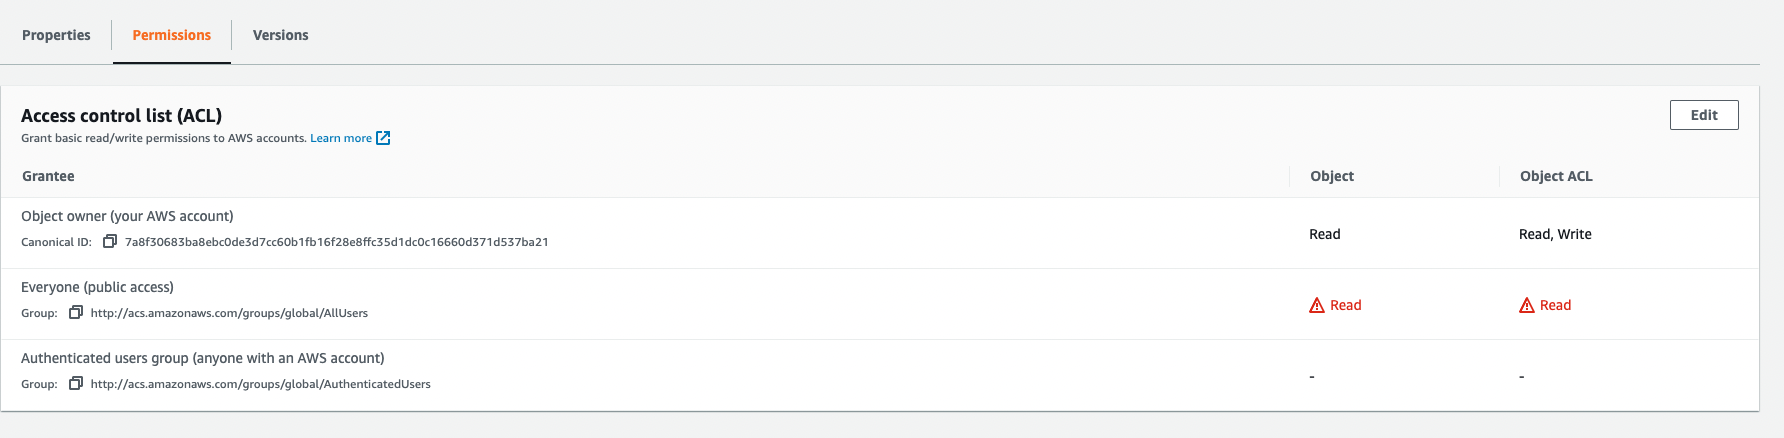 Properties Permissions Versions
Access control list (ACL)
Edit
Grant basic read/write permissions to AWS accounts. Learn more
Grantee Object Object ACL
Object owner (your AWS account)
Canonical ID: 7a8f30683ba8ebc0de3d7cc60b1fb16f28e8ffc35d1dc0c16660d371d537ba21
Read Read, Write
Everyone (public access)
Group: http://acs.amazonaws.com/groups/global/AllUsers
Read Read
Authenticated users group (anyone with an AWS account)
Group: http://acs.amazonaws.com/groups/global/AuthenticatedUsers
- -